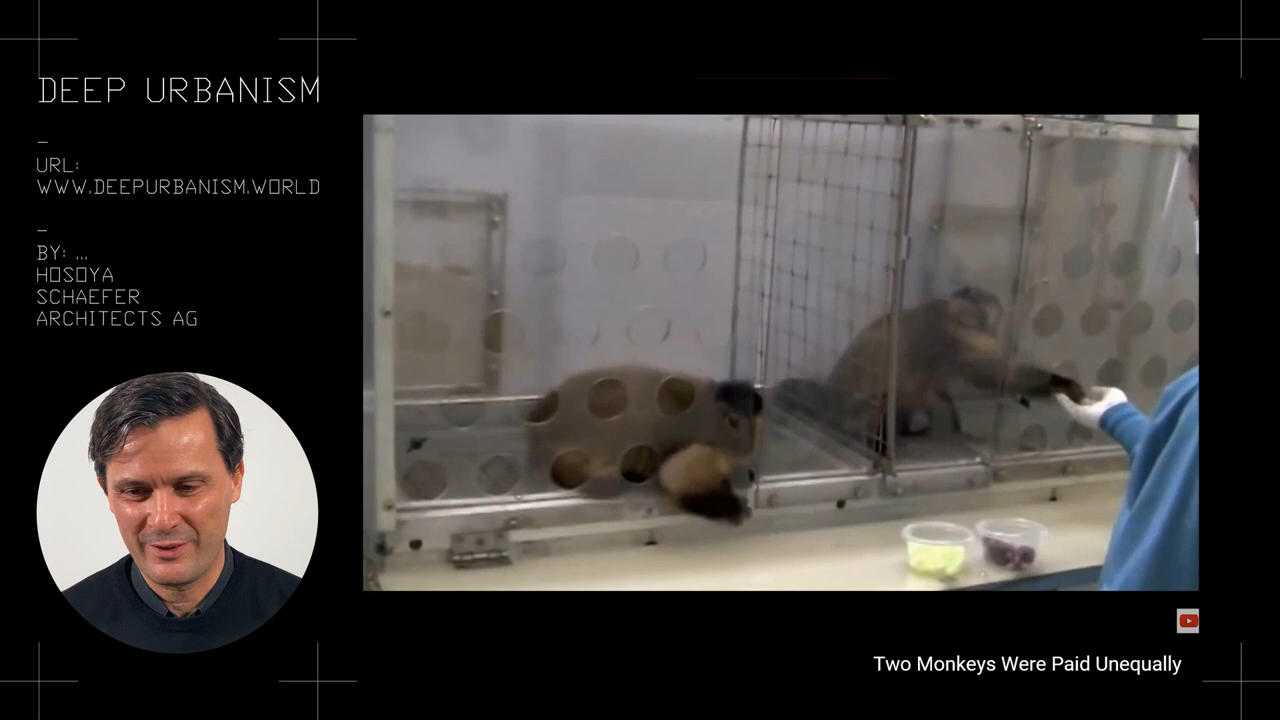 DEEP URBANISM
–
URL:
WWW.DEEPURBANISM.WORLD
–
BY: ...
HOSOYA
SCHAEFER
ARCHITECTS AG
Two Monkeys Were Paid Unequally